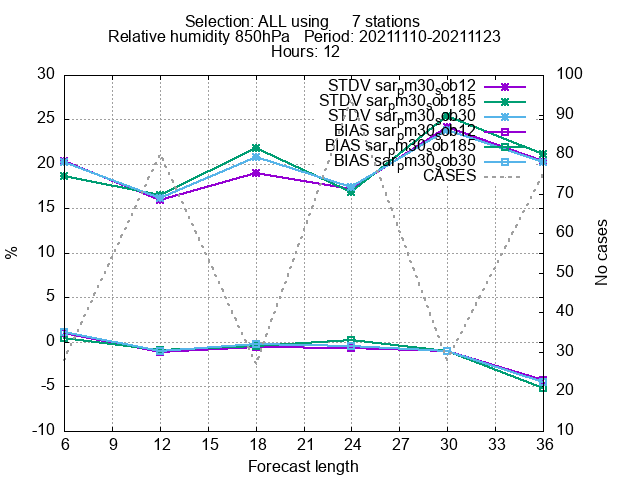 Selection: ALL using 7 stations
Relative humidity 850hPa Period: 20211110-20211123
Hours: 12
30 100
STDV sar_pm30_sob12
STDV sar_pm30_sob185
STDV sar_pm30_sob30
BIAS sar_pm30_sob12
BIAS sar_pm30_sob185
BIAS sar_pm30_sob30
CASES
25 90
20 80
15 70
10 60
5 50
0 40
-5 30
-10 20
10
%
No cases
6 9 12 15 18 21 24 27 30 33 36
Forecast length